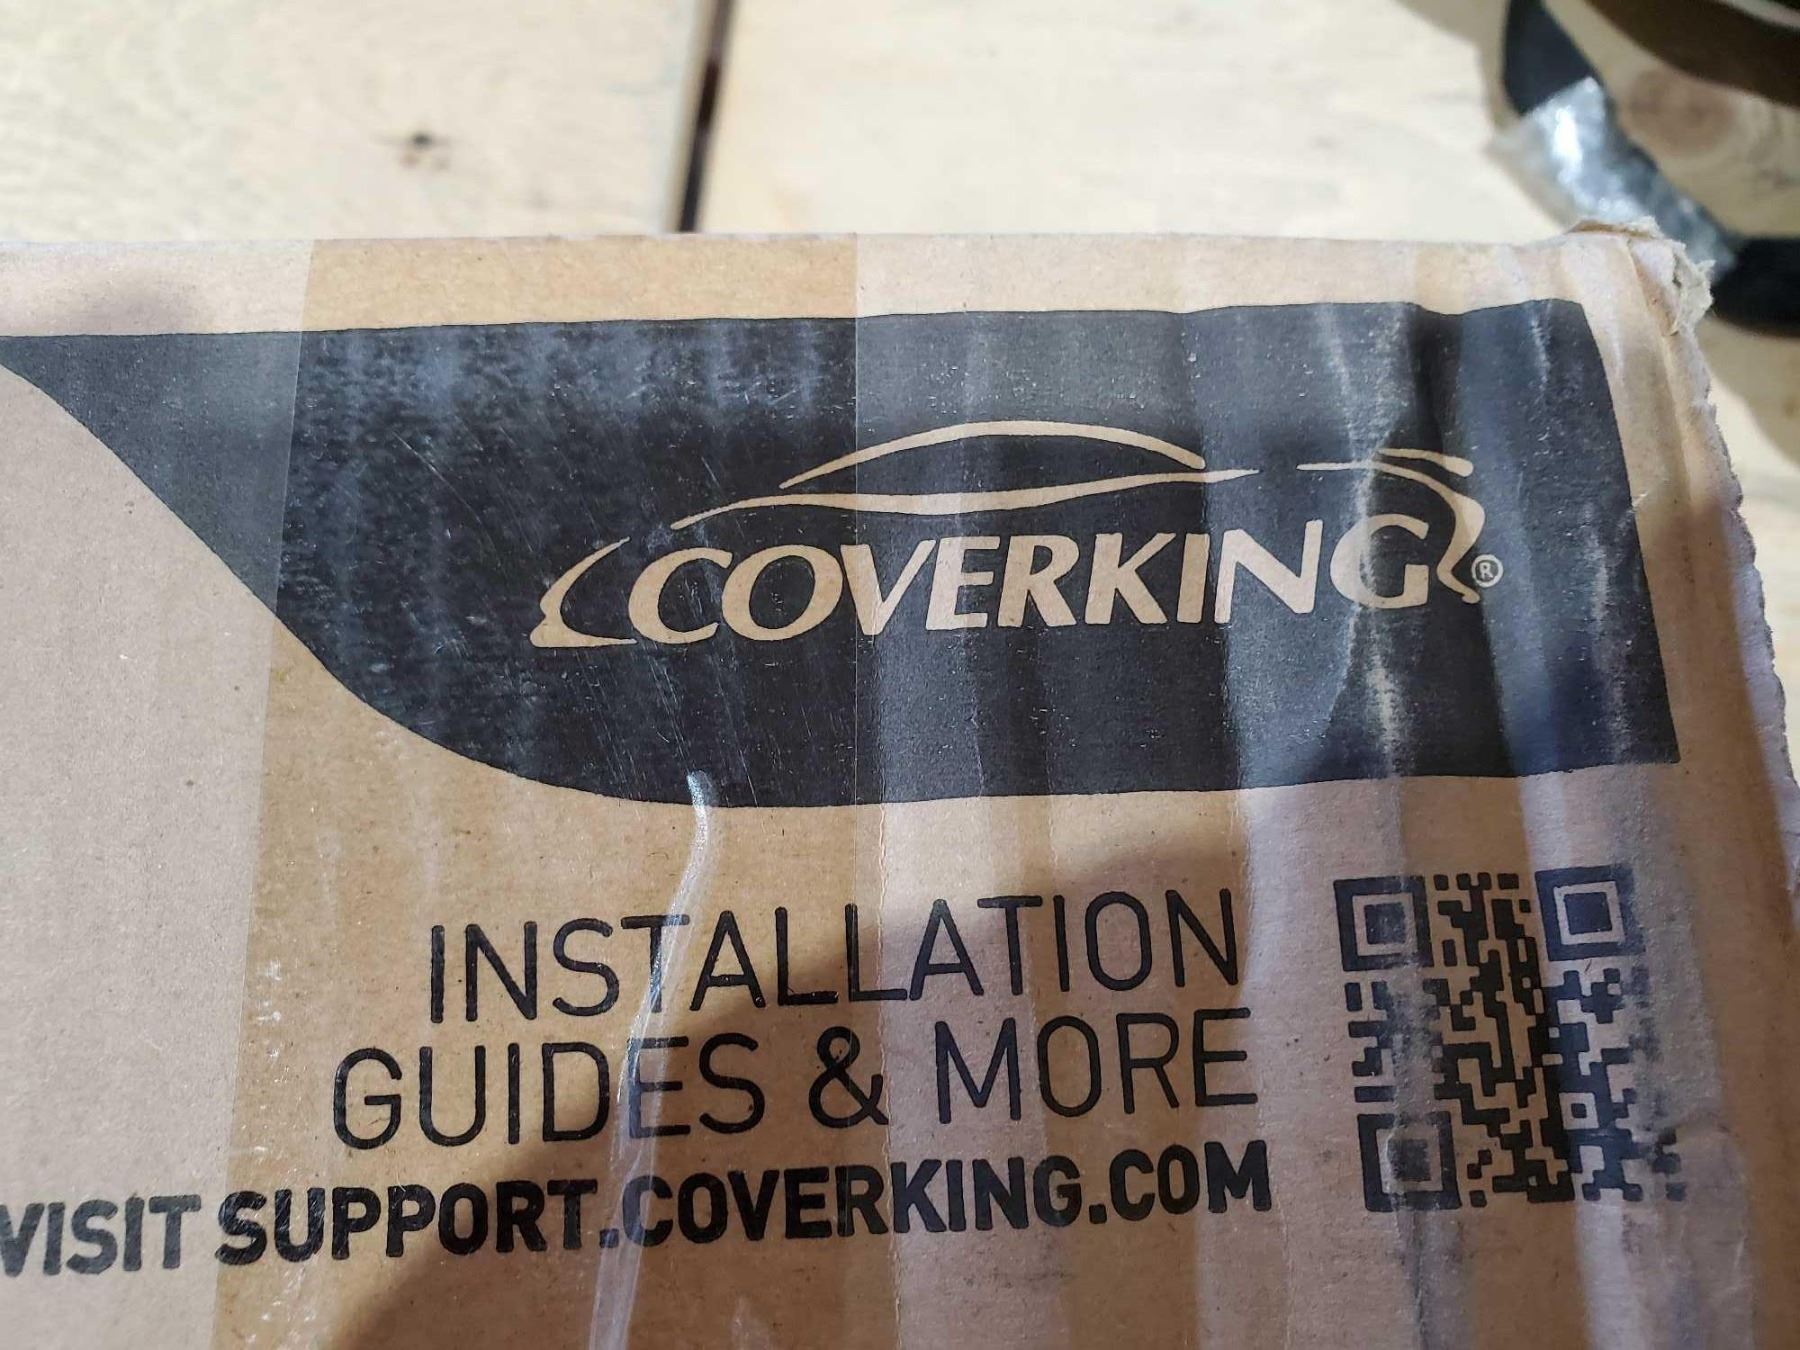 COVERKING®
INSTALLATION
GUIDES & MORE
VISIT SUPPORT.COVERKING.COM